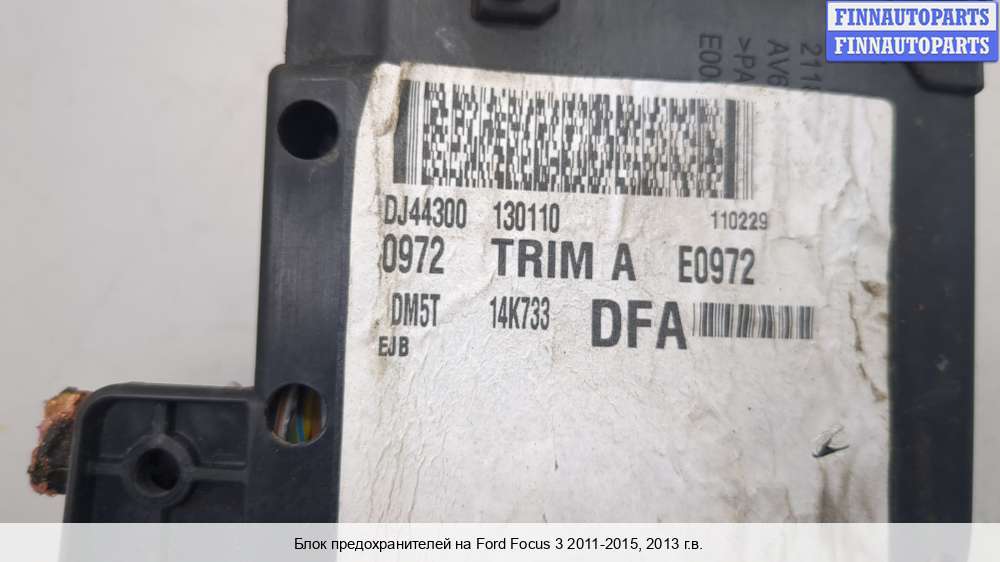 FINNAUTOPARTS
FINNAUTOPARTS
DJ44300 130110 110229
0972 TRIM A E0972
DM5T 14K733 DFA
EJB
Блок предохранителей на Ford Focus 3 2011-2015, 2013 г.в.